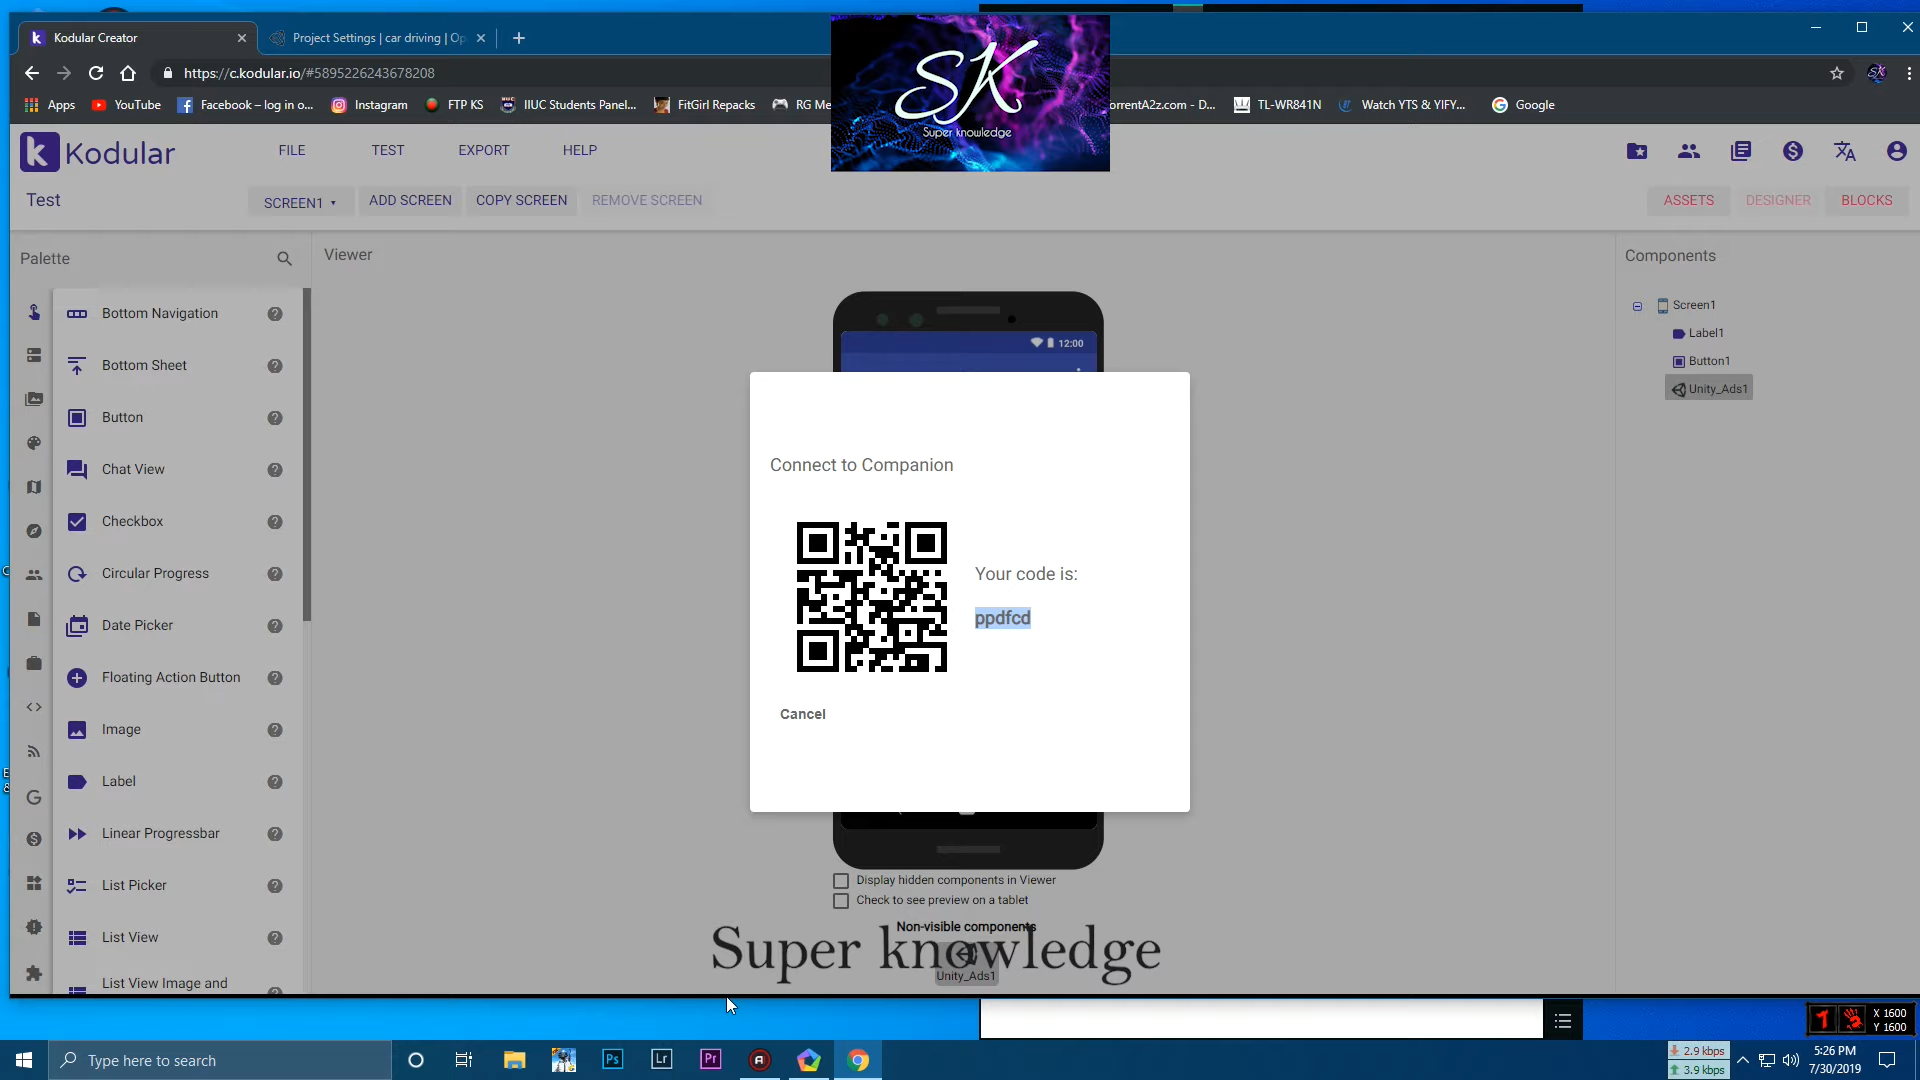 Kodular Creator
Project Settings | car driving | Op
https://c.kodular.io/#5895226243678208
Apps
YouTube
Facebook – log in o...
Instagram
FTP KS
IIUC Students Panel...
FitGirl Repacks
RG Me
orrentA2z.com - D...
TL-WR841N
Watch YTS & YIFY...
Google
SK
Super knowledge
Kodular
FILE
TEST
EXPORT
HELP
Test
SCREEN1
ADD SCREEN
COPY SCREEN
REMOVE SCREEN
ASSETS
DESIGNER
BLOCKS
Palette
Viewer
Components
Bottom Navigation
Bottom Sheet
Button
Chat View
Checkbox
Circular Progress
Date Picker
Floating Action Button
Image
Label
Linear Progressbar
List Picker
List View
List View Image and
12:00
Connect to Companion
Your code is:
ppdfcd
Cancel
Display hidden components in Viewer
Check to see preview on a tablet
Non-visible components
Super knowledge
Unity_Ads1
Screen1
Label1
Button1
Unity_Ads1
X 1600
Y 1600
Type here to search
Ps
Lr
Pr
2.9 kbps
3.9 kbps
5:26 PM
7/30/2019